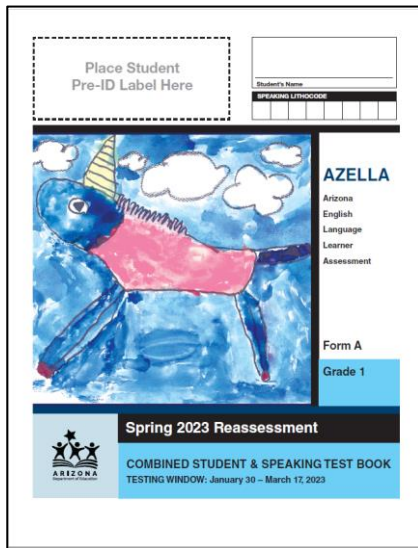 Place Student
Pre-ID Label Here
Student's Name
SPEAKING LITHOCODE
AZELLA
Arizona
English
Language
Learner
Assessment
Form A
Grade 1
Spring 2023 Reassessment
ARIZONA
Department of Education
COMBINED STUDENT & SPEAKING TEST BOOK
TESTING WINDOW: January 30 – March 17, 2023